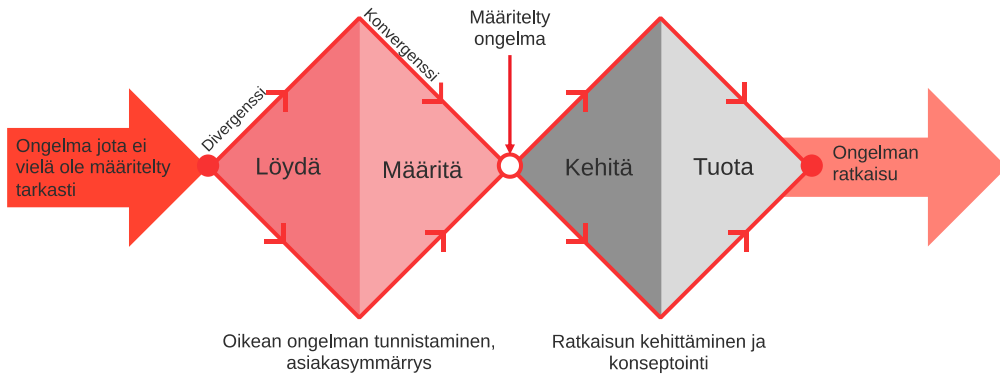 Ongelma jota ei
vielä ole määritelty
tarkasti
Divergenssi
Löydä
Konvergenssi
Määritä
Määritelty
ongelma
Kehitä
Tuota
Ongelman
ratkaisu
Oikean ongelman tunnistaminen,
asiakasymmärrys
Ratkaisun kehittäminen ja
konseptointi